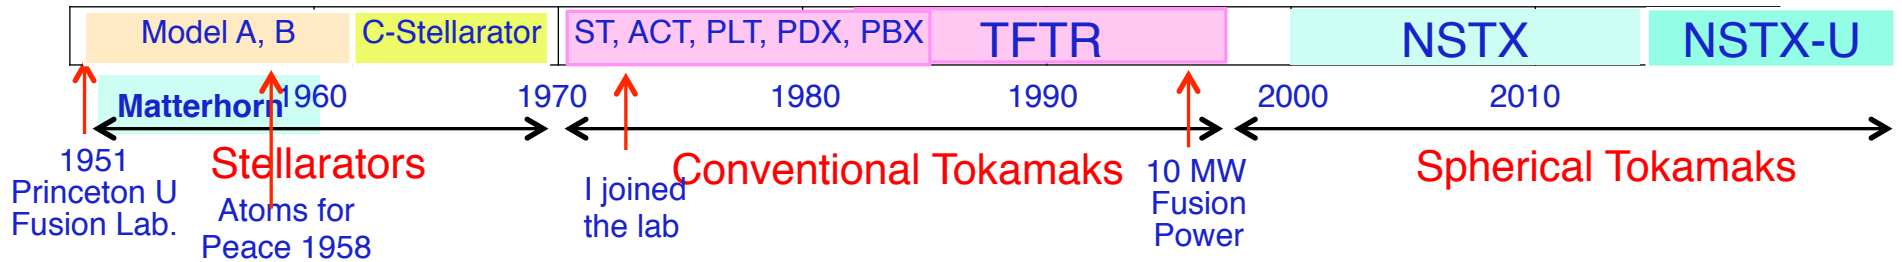 Model A, B
C-Stellarator
ST, ACT, PLT, PDX, PBX
TFTR
NSTX
NSTX-U
Matterhorn
1960
1970
1980
1990
2000
2010
1951
Princeton U
Fusion Lab.
Stellarators
Atoms for
Peace 1958
I joined
the lab
Conventional Tokamaks
10 MW
Fusion
Power
Spherical Tokamaks